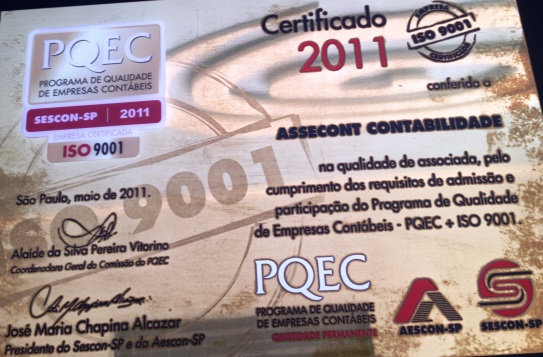 PQEC
PROGRAMA DE QUALIDADE
DE EMPRESAS CONTÁBEIS
SESCON-SP | 2011
EMPRESA CERTIFICADA
ISO 9001
Certificado
2011
EMPRESA
ISO 9001
CERTIFICADA
conferido a
ASSECONT CONTABILIDADE
na qualidade de associada, pelo
cumprimento dos requisitos de admissão e
participação do Programa de Qualidade
de Empresas Contábeis - PQEC + ISO 9001.
ISO 9001
São Paulo, maio de 2011.
Alaide da Silva Pereira Vitorino
Coordenadora Geral da Comissão do PQEC
José Maria Chapina Alcazar
Presidente do Sescon-SP e da Aescon-SP
PQEC
PROGRAMA DE QUALIDADE
DE EMPRESAS CONTÁBEIS
QUALIDADE PERMANENTE
AESCON-SP
SESCON-SP